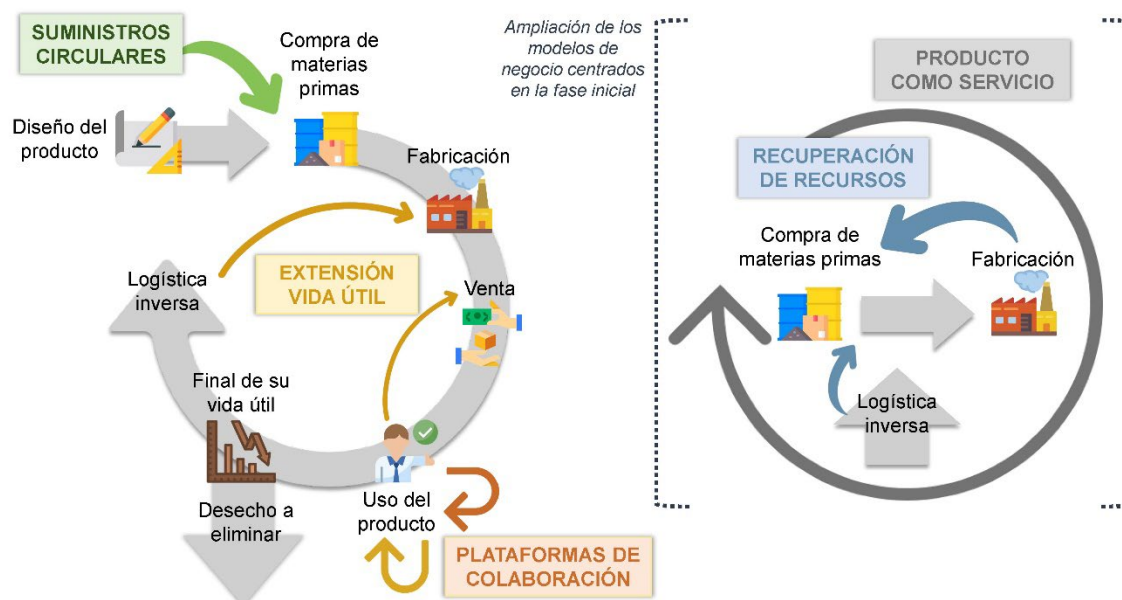 SUMINISTROS
CIRCULARES
Compra de
materias
primas
Diseño del
producto
Fabricación
Logística
inversa
EXTENSIÓN
VIDA ÚTIL
Venta
Final de su
vida útil
Desecho a
eliminar
Uso del
producto
PLATAFORMAS DE
COLABORACIÓN
Ampliación de los
modelos de
negocio centrados
en la fase inicial
PRODUCTO
COMO SERVICIO
RECUPERACIÓN
DE RECURSOS
Compra de
materias primas
Fabricación
Logística
inversa